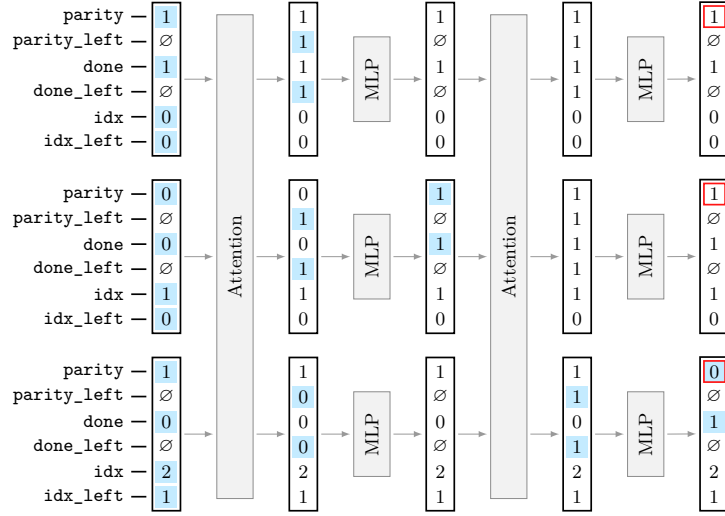 parity 1 1 1 1 1
parity_left ∅ 1 ∅ 1 ∅
done 1 1 1 1 1
done_left ∅ 1 ∅ 1 ∅
idx 0 0 0 0 0
idx_left 0 0 0 0 0
MLP
MLP
parity 0 0 1 1 1
parity_left ∅ 1 ∅ 1 ∅
done 0 0 1 1 1
done_left ∅ 1 ∅ 1 ∅
idx 1 1 1 1 1
idx_left 0 0 0 0 0
Attention
MLP
Attention
MLP
parity 1 1 1 1 0
parity_left ∅ 0 ∅ 1 ∅
done 0 0 0 0 1
done_left ∅ 0 ∅ 1 ∅
idx 2 2 2 2 2
idx_left 1 1 1 1 1
MLP
MLP